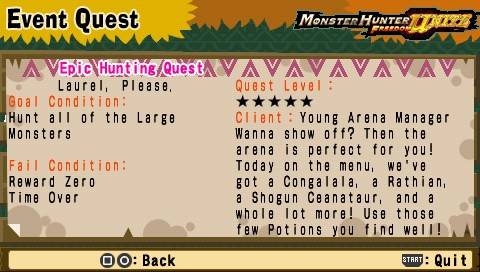 Event Quest
MONSTER HUNTER
FREEDOM UNITE
Epic Hunting Quest
Laurel, Please,
Goal Condition:
Hunt all of the Large
Monsters
Fail Condition:
Reward Zero
Time Over
Quest Level:
★★★★★
Client: Young Arena Manager
Wanna show off? Then the
arena is perfect for you!
Today on the menu, we've
got a Congalala, a Rathian,
a Shogun Ceanataur, and a
whole lot more! Use those
few Potions you find well!
: Back
START: Quit